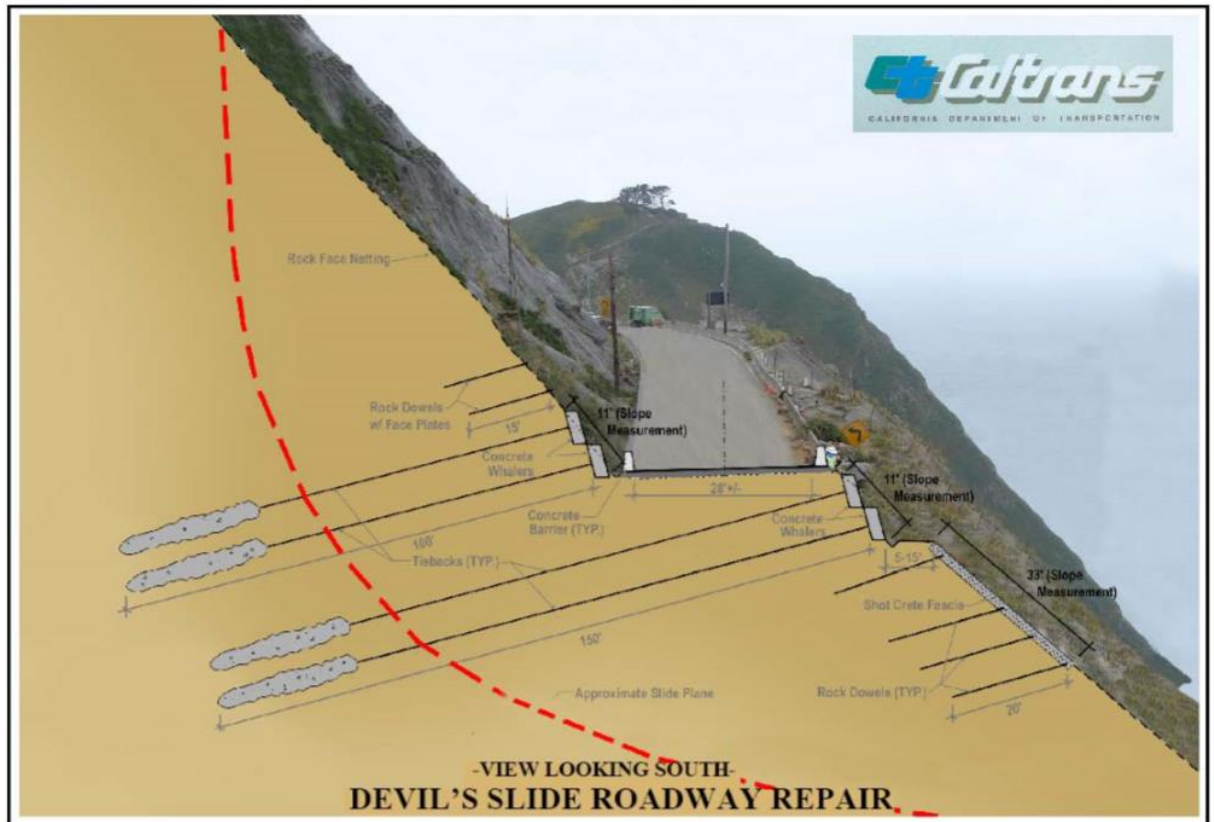 Caltrans
CALIFORNIA DEPARTMENT OF TRANSPORTATION
Rock Face Netting
Rock Dowels
w/ Face Plates
15'
11' (Slope
Measurement)
Concrete
Whalers
28'+/-
Concrete
Barrier (TYP.)
100'
Tiebacks (TYP.)
11' (Slope
Measurement)
Concrete
Whalers
5-15'
33' (Slope
Measurement)
Shot Crete Fascia
150'
Approximate Slide Plane
Rock Dowels (TYP.)
20'
-VIEW LOOKING SOUTH-
DEVIL'S SLIDE ROADWAY REPAIR